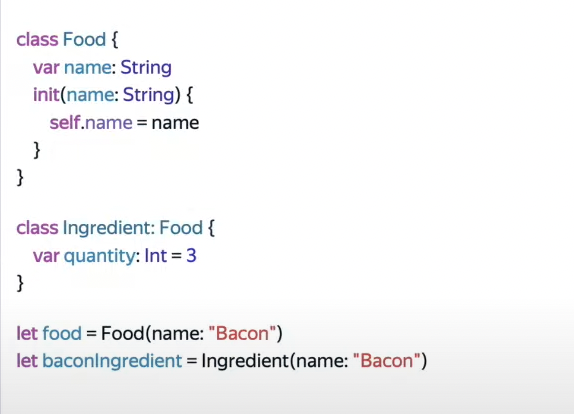 class Food {
var name: String
init(name: String) {
self.name = name
}
}
class Ingredient: Food {
var quantity: Int = 3
}
let food = Food(name: "Bacon")
let baconIngredient = Ingredient(name: "Bacon")